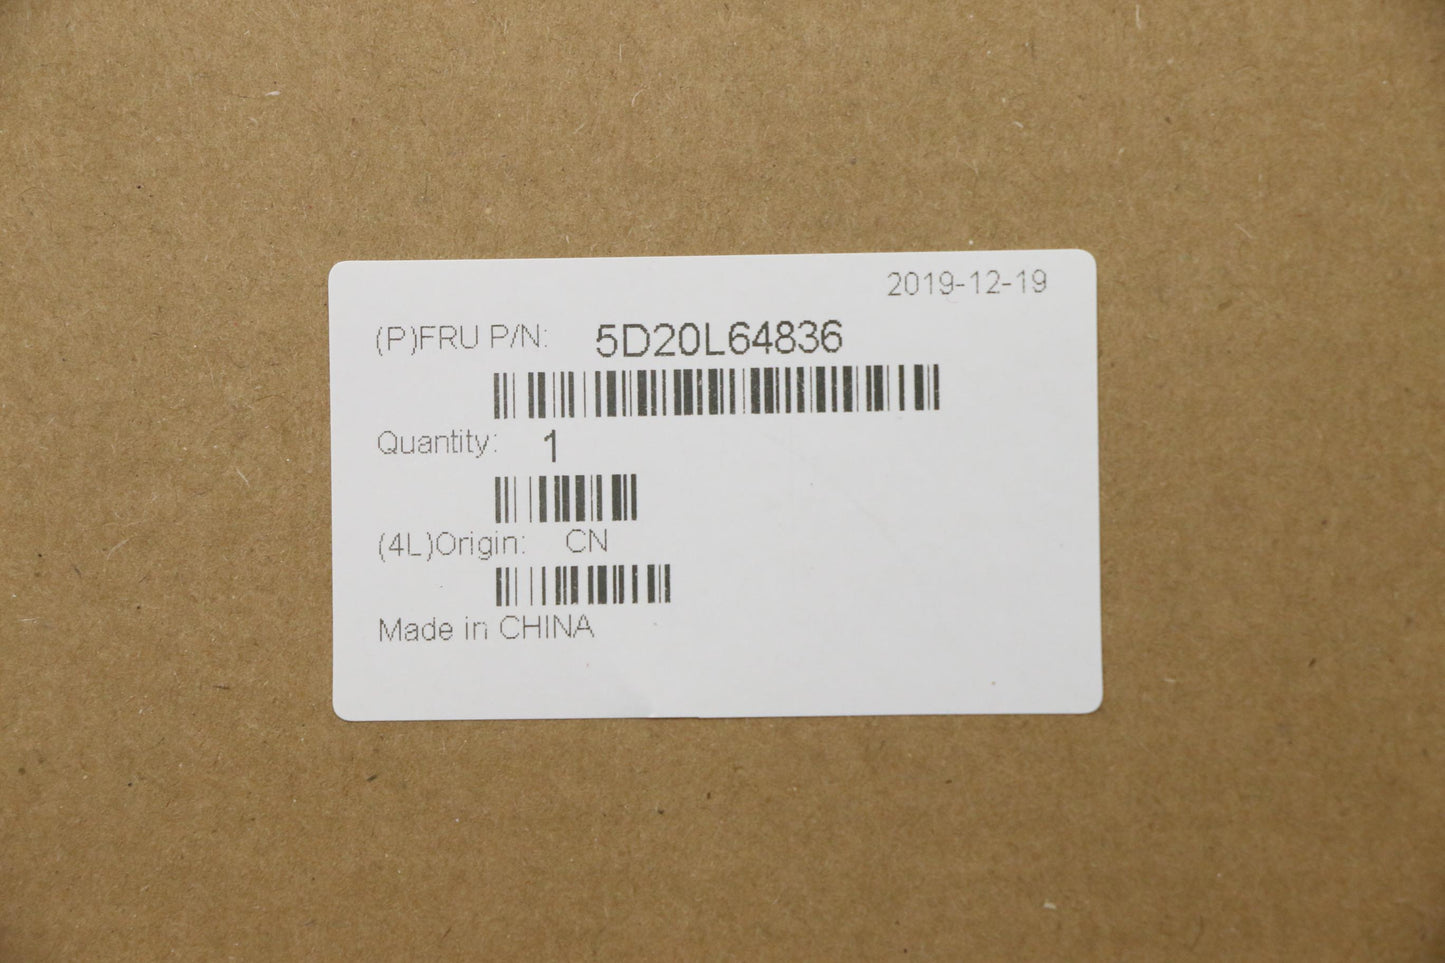 2019-12-19
(P)FRU P/N: 5D20L64836
Quantity: 1
(4L)Origin: CN
Made in CHINA